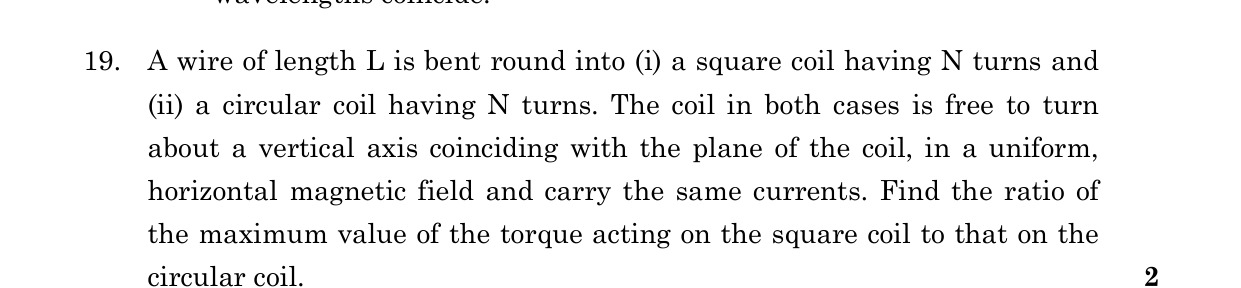 wavelengths coincide.
19. A wire of length L is bent round into (i) a square coil having N turns and
(ii) a circular coil having N turns. The coil in both cases is free to turn
about a vertical axis coinciding with the plane of the coil, in a uniform,
horizontal magnetic field and carry the same currents. Find the ratio of
the maximum value of the torque acting on the square coil to that on the
circular coil. 2